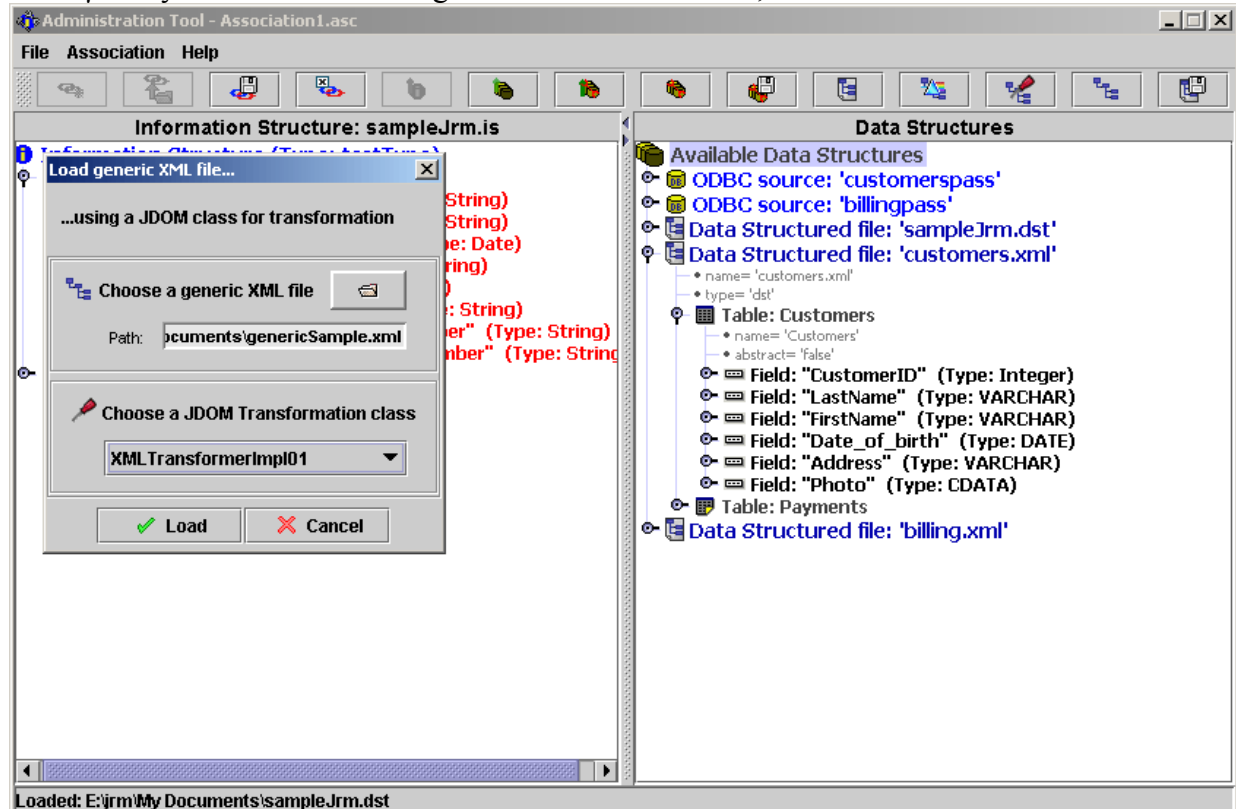 Administration Tool - Association1.asc
File Association Help
Information Structure: sampleJrm.is
Data Structures
Information Structure (Type: testType)
Load generic XML file...
...using a JDOM class for transformation
Choose a generic XML file
Path: ocuments\genericSample.xml
Choose a JDOM Transformation class
XMLTransformerImpl01
Load Cancel
String)
String)
pe: Date)
ring)
)
: String)
er" (Type: String)
nber" (Type: String
Available Data Structures
ODBC source: 'customerspass'
ODBC source: 'billingpass'
Data Structured file: 'sampleJrm.dst'
Data Structured file: 'customers.xml'
name= 'customers.xml'
type= 'dst'
Table: Customers
name= 'Customers'
abstract= 'false'
Field: "CustomerID" (Type: Integer)
Field: "LastName" (Type: VARCHAR)
Field: "FirstName" (Type: VARCHAR)
Field: "Date_of_birth" (Type: DATE)
Field: "Address" (Type: VARCHAR)
Field: "Photo" (Type: CDATA)
Table: Payments
Data Structured file: 'billing.xml'
Loaded: E:\jrm\My Documents\sampleJrm.dst